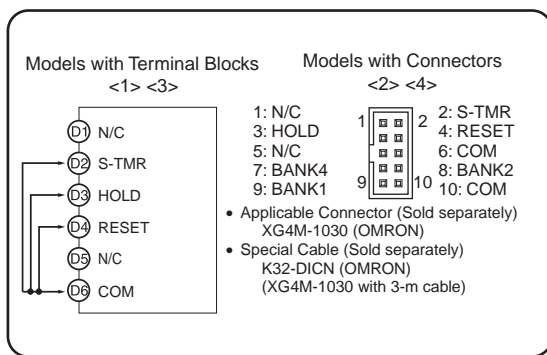 Models with Terminal Blocks
<1> <3>
D1 N/C
D2 S-TMR
D3 HOLD
D4 RESET
D5 N/C
D6 COM
Models with Connectors
<2> <4>
1: N/C
3: HOLD
5: N/C
7: BANK4
9: BANK1
1
2
9
10
2: S-TMR
4: RESET
6: COM
8: BANK2
10: COM
• Applicable Connector (Sold separately)
XG4M-1030 (OMRON)
• Special Cable (Sold separately)
K32-DICN (OMRON)
(XG4M-1030 with 3-m cable)